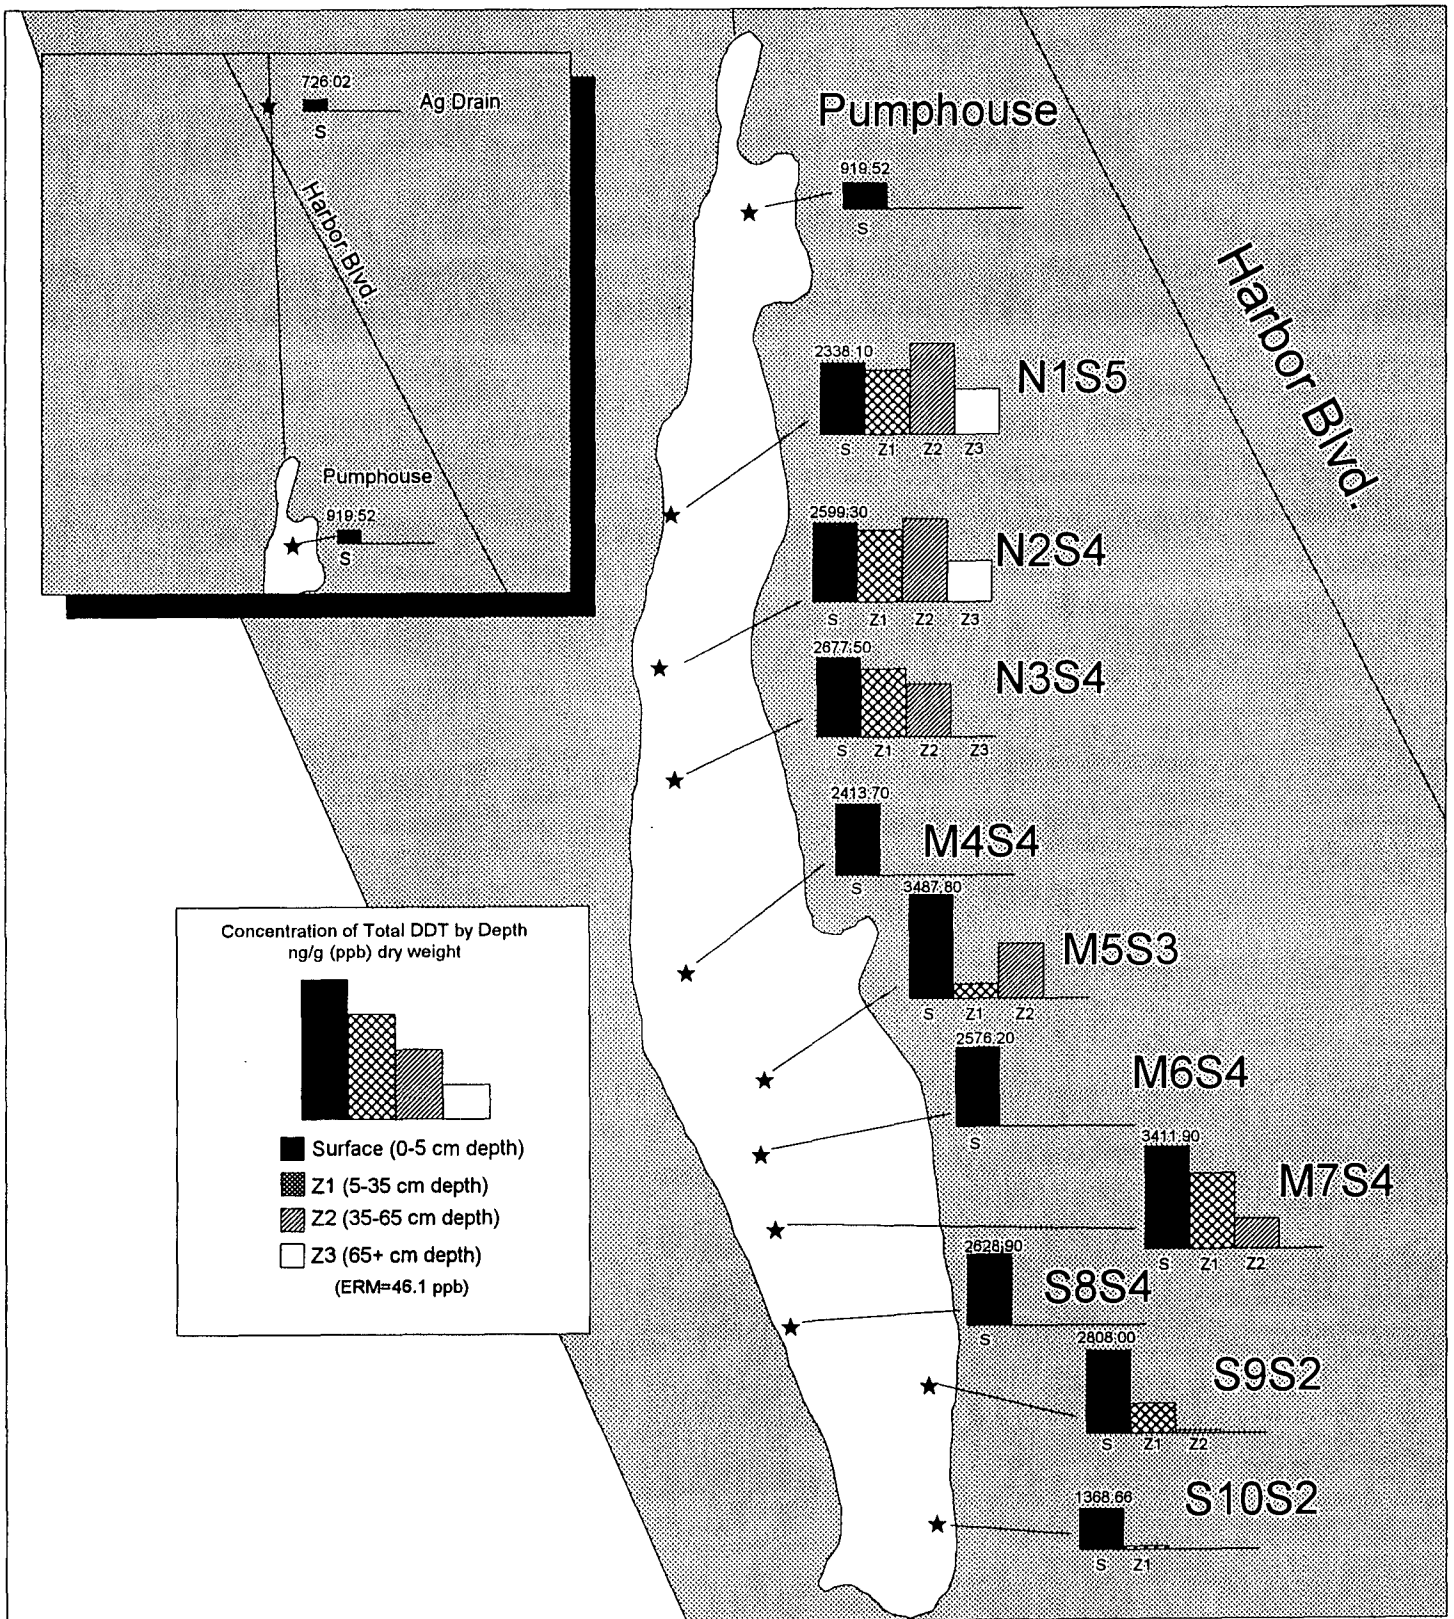 726.02
Ag Drain
S
Harbor Blvd.
Pumphouse
919.52
S
Pumphouse
919.52
S
Harbor Blvd.
2338.10
N1S5
S Z1 Z2 Z3
2599.30
N2S4
S Z1 Z2 Z3
2677.50
N3S4
S Z1 Z2 Z3
2413.70
M4S4
S
3487.80
M5S3
S Z1 Z2
2576.20
M6S4
S
3411.90
M7S4
S Z1 Z2
2628.90
S8S4
S
2808.00
S9S2
S Z1 Z2
1368.66
S10S2
S Z1
Concentration of Total DDT by Depth
ng/g (ppb) dry weight
Surface (0-5 cm depth)
Z1 (5-35 cm depth)
Z2 (35-65 cm depth)
Z3 (65+ cm depth)
(ERM=46.1 ppb)